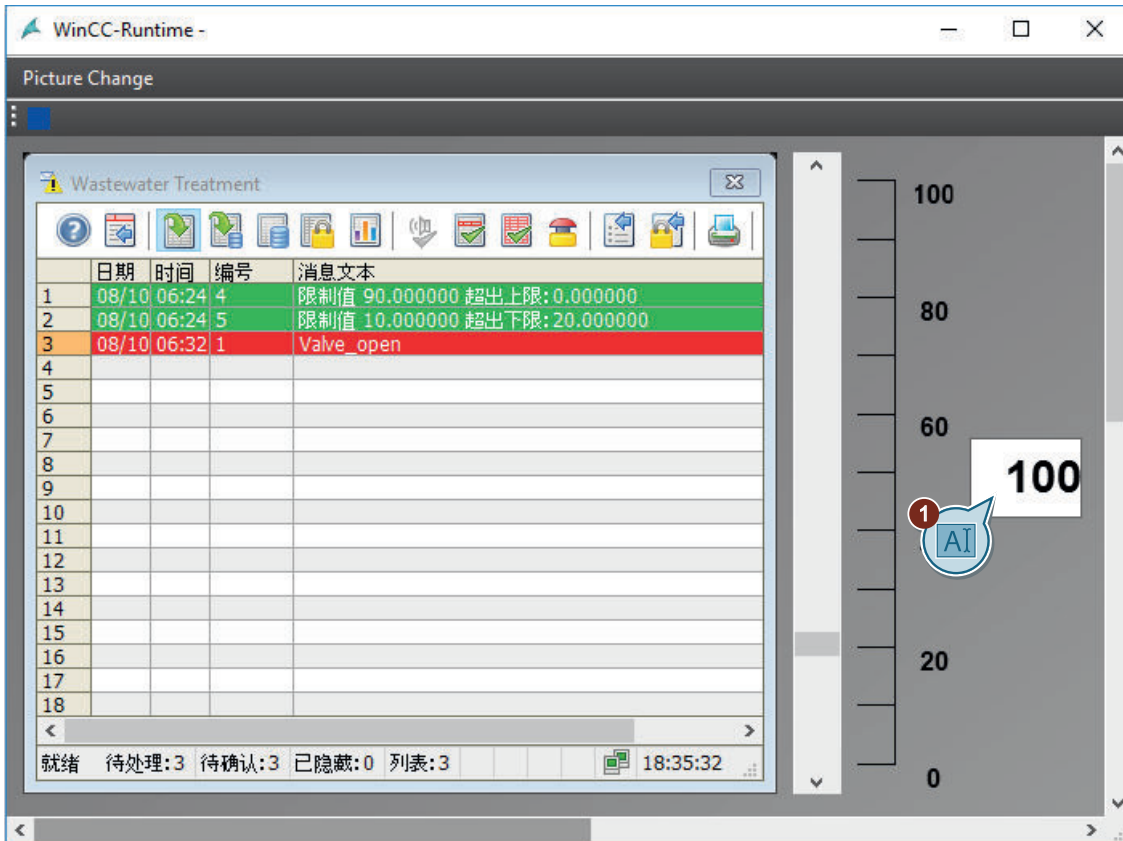 WinCC-Runtime -
Picture Change
Wastewater Treatment
日期 时间 编号 消息文本
1 08/10 06:24 4 限制值 90.000000 超出上限:0.000000
2 08/10 06:24 5 限制值 10.000000 超出下限:20.000000
3 08/10 06:32 1 Valve_open
4
5
6
7
8
9
10
11
12
13
14
15
16
17
18
就绪 待处理:3 待确认:3 已隐藏:0 列表:3 18:35:32
100
80
60
100
1
AI
20
0